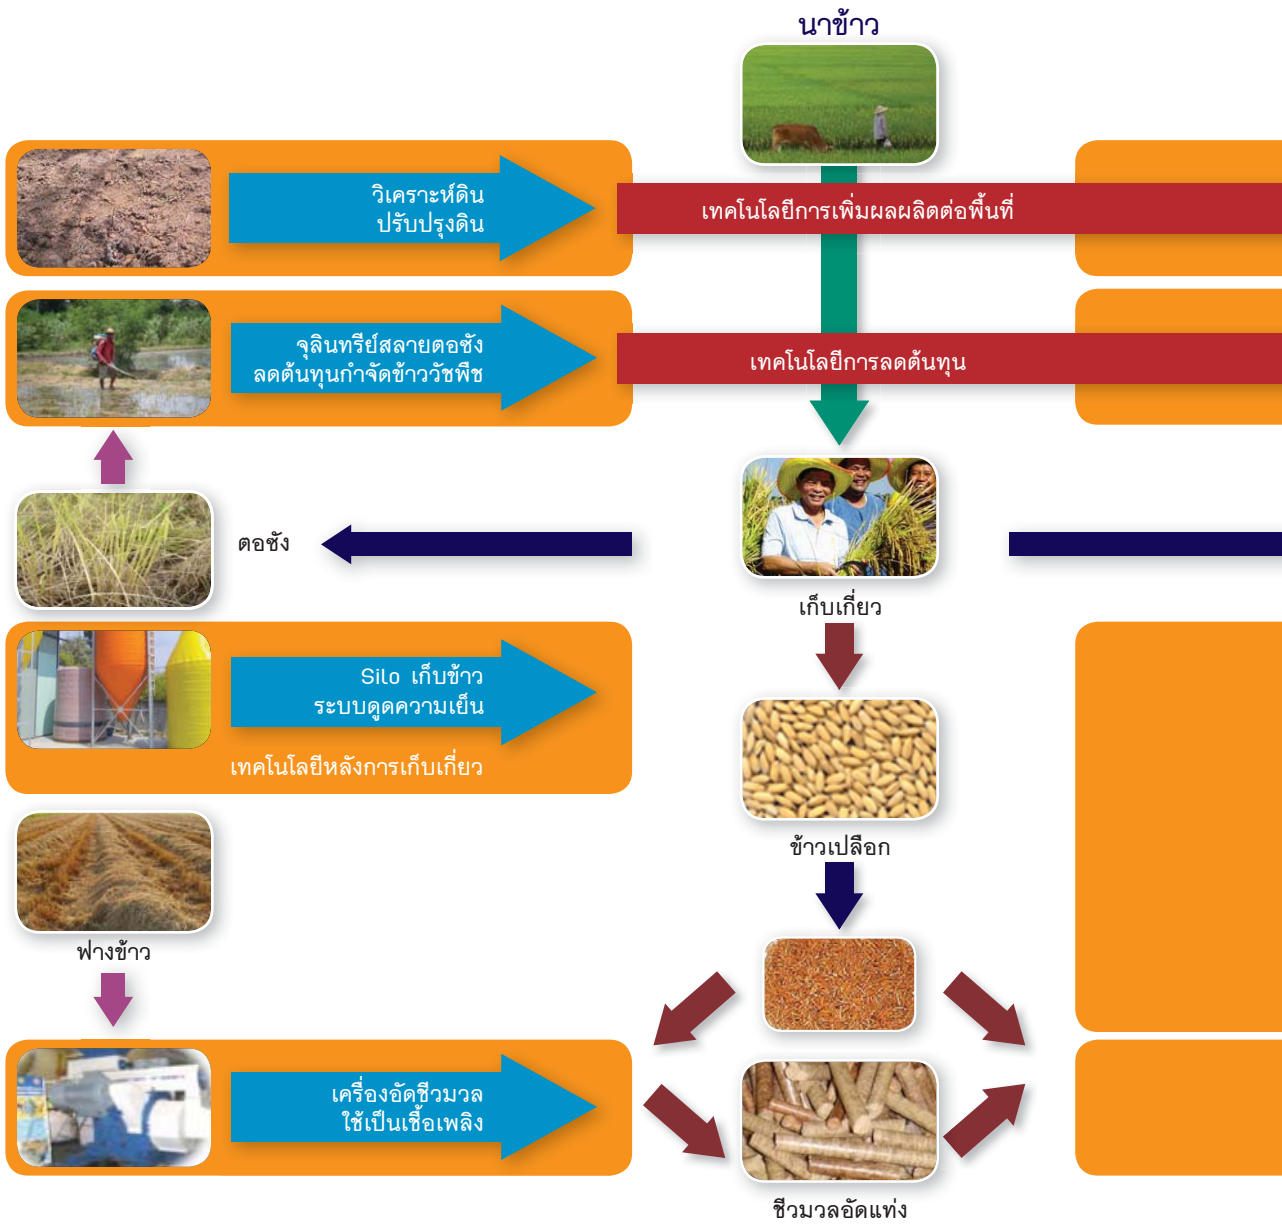 นาข้าว
วิเคราะห์ดิน
ปรับปรุงดิน
เทคโนโลยีการเพิ่มผลผลิตต่อพื้นที่
จุลินทรีย์สลายตอซัง
ลดต้นทุนกำจัดข้าววัชพืช
เทคโนโลยีการลดต้นทุน
ตอซัง
เก็บเกี่ยว
Silo เก็บข้าว
ระบบดูดความเย็น
เทคโนโลยีหลังการเก็บเกี่ยว
ข้าวเปลือก
ฟางข้าว
เครื่องอัดชีวมวล
ใช้เป็นเชื้อเพลิง
ชีวมวลอัดแท่ง